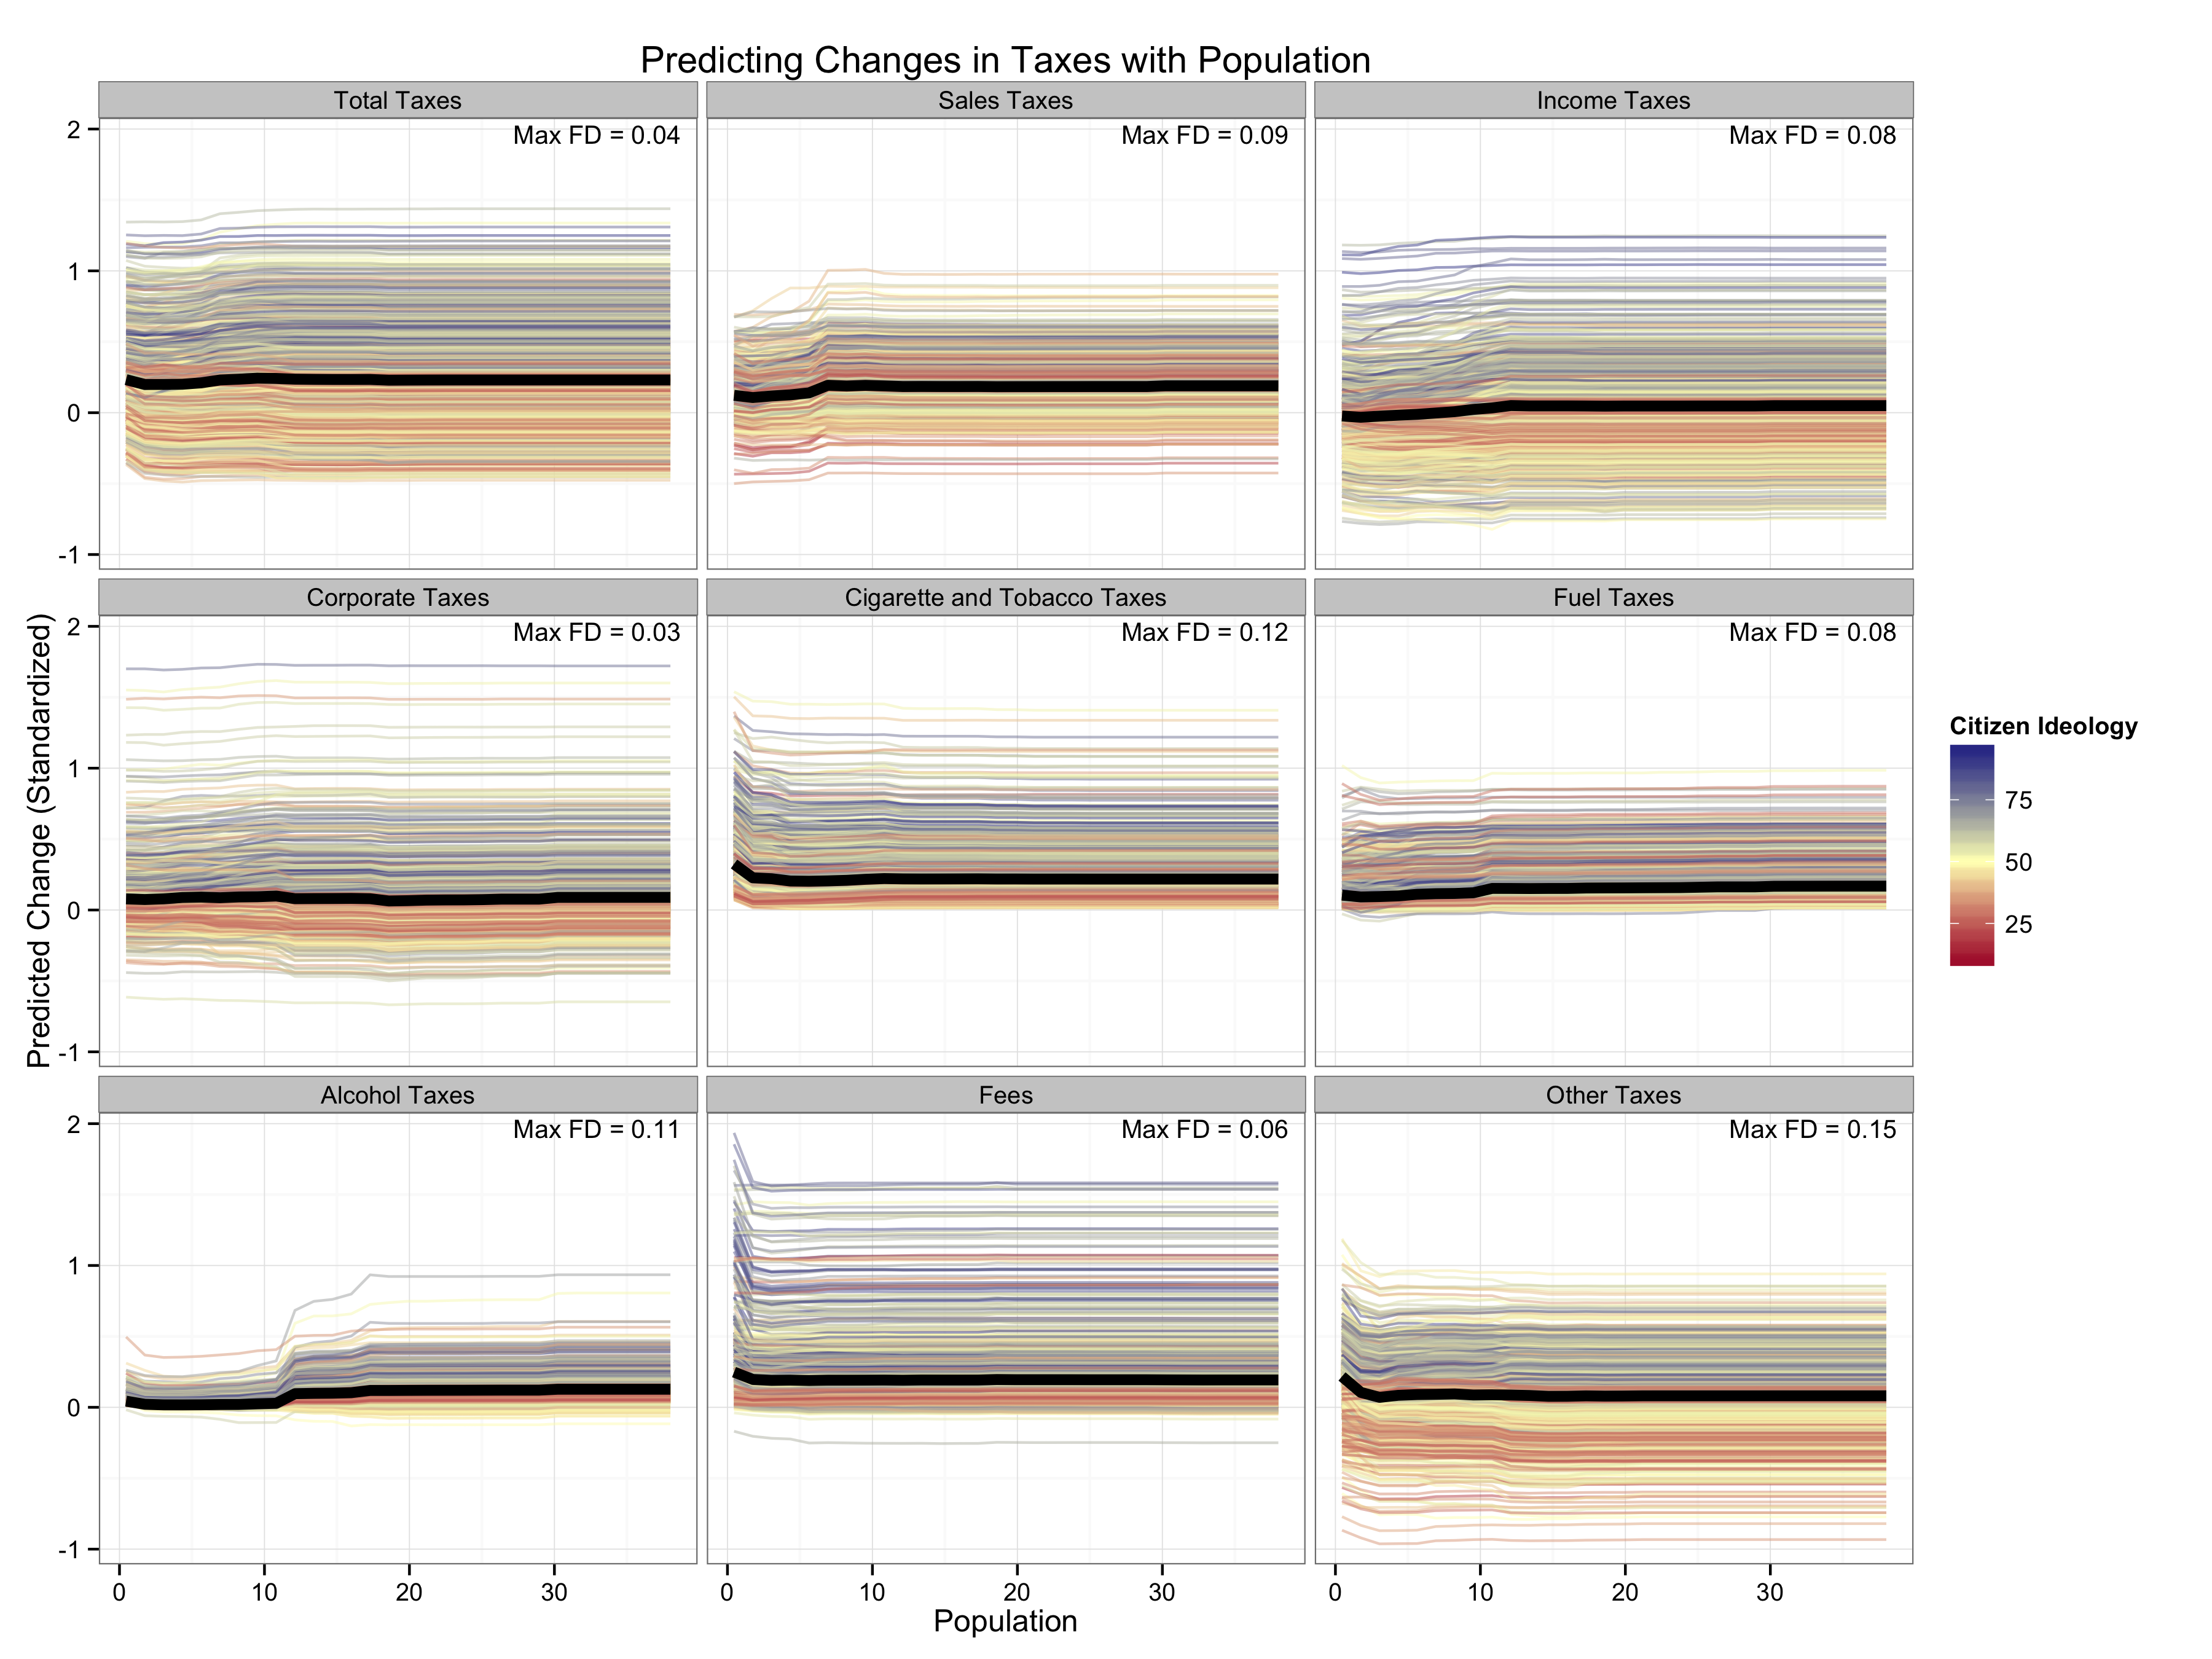 Predicting Changes in Taxes with Population
Total Taxes
Sales Taxes
Income Taxes
Max FD = 0.04
Max FD = 0.09
Max FD = 0.08
2
1
0
-1
Corporate Taxes
Cigarette and Tobacco Taxes
Fuel Taxes
Max FD = 0.03
Max FD = 0.12
Max FD = 0.08
2
1
0
-1
Predicted Change (Standardized)
Citizen Ideology
75
50
25
Alcohol Taxes
Fees
Other Taxes
Max FD = 0.11
Max FD = 0.06
Max FD = 0.15
2
1
0
-1
0 10 20 30
0 10 20 30
0 10 20 30
Population